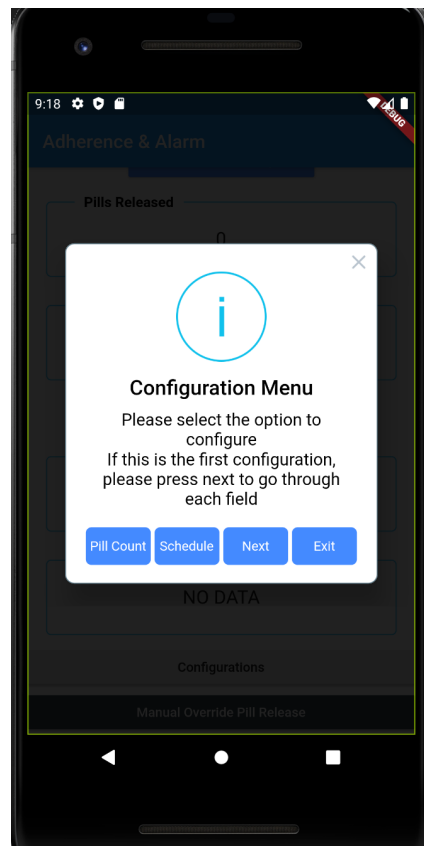 9:18
DEBUG
Adherence & Alarm
Pills Released
0
i
Configuration Menu
Please select the option to
configure
If this is the first configuration,
please press next to go through
each field
Pill Count Schedule Next Exit
NO DATA
Configurations
Manual Override Pill Release